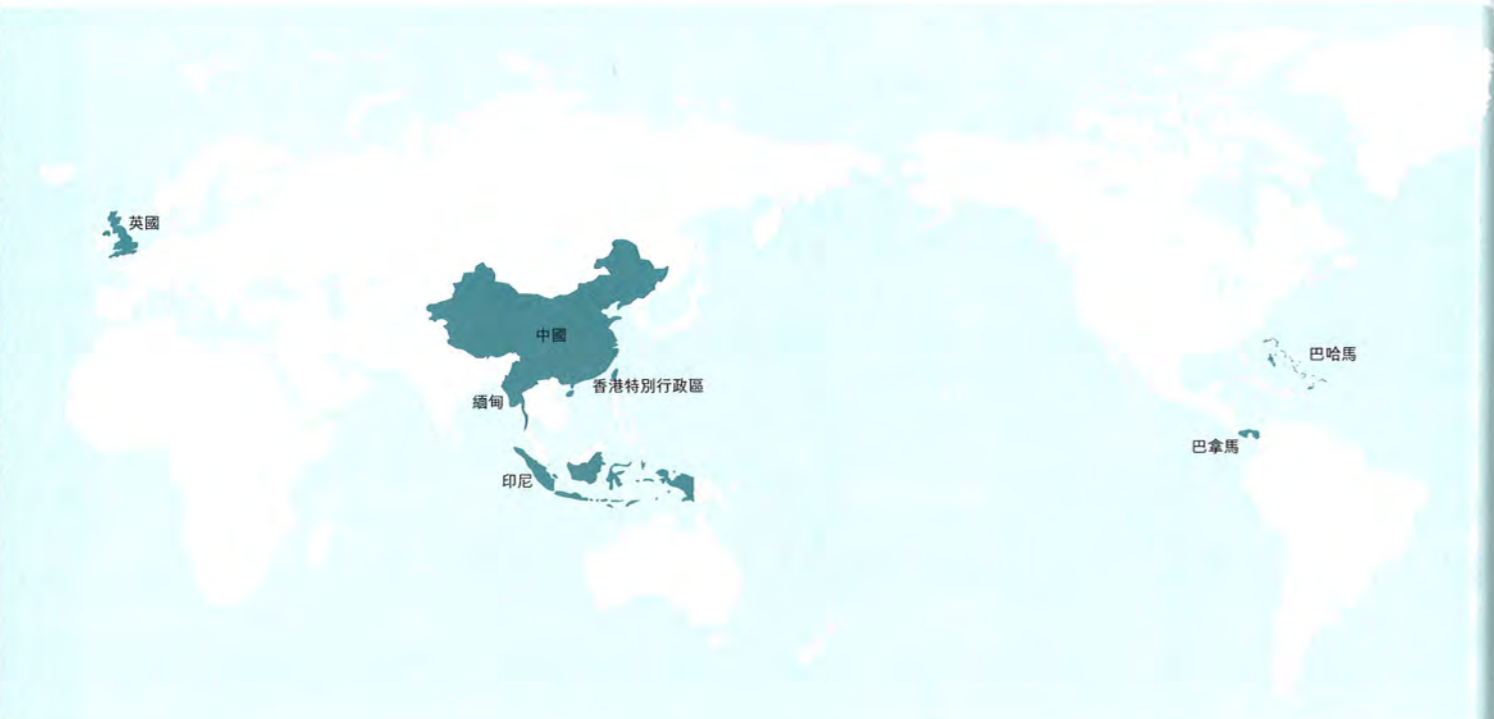 英國
中國
香港特別行政區
緬甸
印尼
巴哈馬
巴拿馬